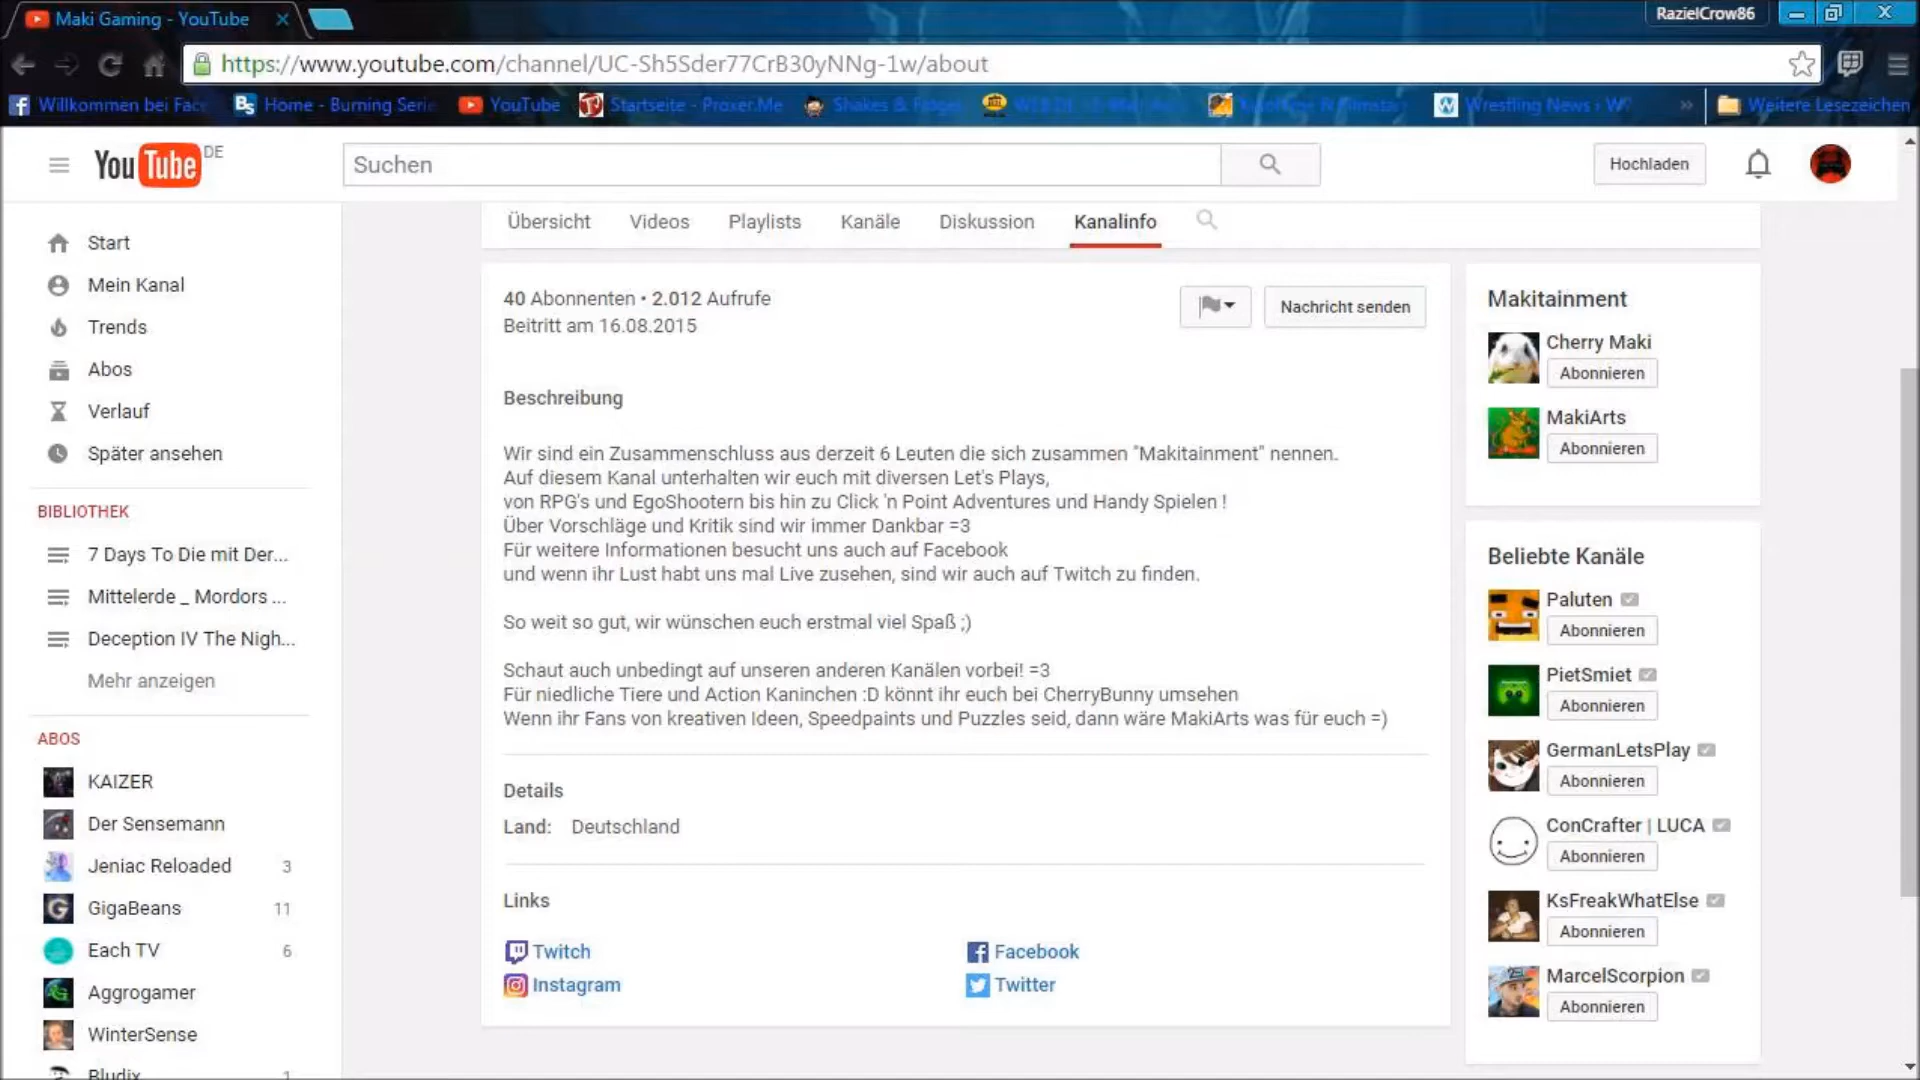 Maki Gaming - YouTube
RazielCrow86
https://www.youtube.com/channel/UC-Sh5Sder77CrB30yNNg-1w/about
Willkommen bei Face
Home - Burning Serie
YouTube
Startseite - Proxer.Me
Shakes & Fidget
Wrestling News › W
»
Weitere Lesezeichen
YouTube DE
Suchen
Hochladen
Übersicht
Videos
Playlists
Kanäle
Diskussion
Kanalinfo
Start
Mein Kanal
Trends
Abos
Verlauf
Später ansehen
BIBLIOTHEK
7 Days To Die mit Der...
Mittelerde _ Mordors ...
Deception IV The Nigh...
Mehr anzeigen
ABOS
KAIZER
Der Sensemann
Jeniac Reloaded 3
GigaBeans 11
Each TV 6
Aggrogamer
WinterSense
Bludix 1
40 Abonnenten • 2.012 Aufrufe
Beitritt am 16.08.2015
Nachricht senden
Beschreibung
Wir sind ein Zusammenschluss aus derzeit 6 Leuten die sich zusammen "Makitainment" nennen.
Auf diesem Kanal unterhalten wir euch mit diversen Let's Plays,
von RPG's und EgoShootern bis hin zu Click 'n Point Adventures und Handy Spielen !
Über Vorschläge und Kritik sind wir immer Dankbar =3
Für weitere Informationen besucht uns auch auf Facebook
und wenn ihr Lust habt uns mal Live zusehen, sind wir auch auf Twitch zu finden.
So weit so gut, wir wünschen euch erstmal viel Spaß ;)
Schaut auch unbedingt auf unseren anderen Kanälen vorbei! =3
Für niedliche Tiere und Action Kaninchen :D könnt ihr euch bei CherryBunny umsehen
Wenn ihr Fans von kreativen Ideen, Speedpaints und Puzzles seid, dann wäre MakiArts was für euch =)
Details
Land: Deutschland
Links
Twitch
Facebook
Instagram
Twitter
Makitainment
Cherry Maki
Abonnieren
MakiArts
Abonnieren
Beliebte Kanäle
Paluten
Abonnieren
PietSmiet
Abonnieren
GermanLetsPlay
Abonnieren
ConCrafter | LUCA
Abonnieren
KsFreakWhatElse
Abonnieren
MarcelScorpion
Abonnieren